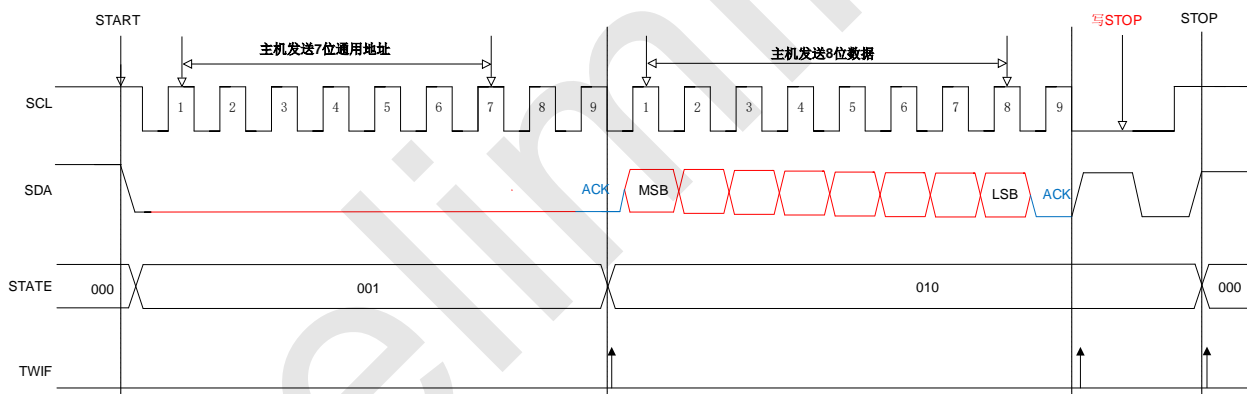 START
写STOP
STOP
主机发送7位通用地址
主机发送8位数据
SCL
1 2 3 4 5 6 7 8 9 1 2 3 4 5 6 7 8 9
SDA
ACK
MSB
LSB
ACK
STATE
000
001
010
000
TWIF